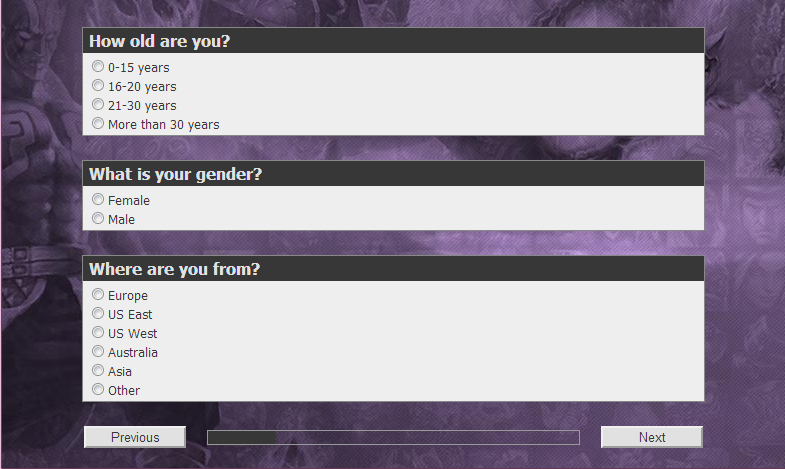 How old are you?
0-15 years
16-20 years
21-30 years
More than 30 years
What is your gender?
Female
Male
Where are you from?
Europe
US East
US West
Australia
Asia
Other
Previous
Next